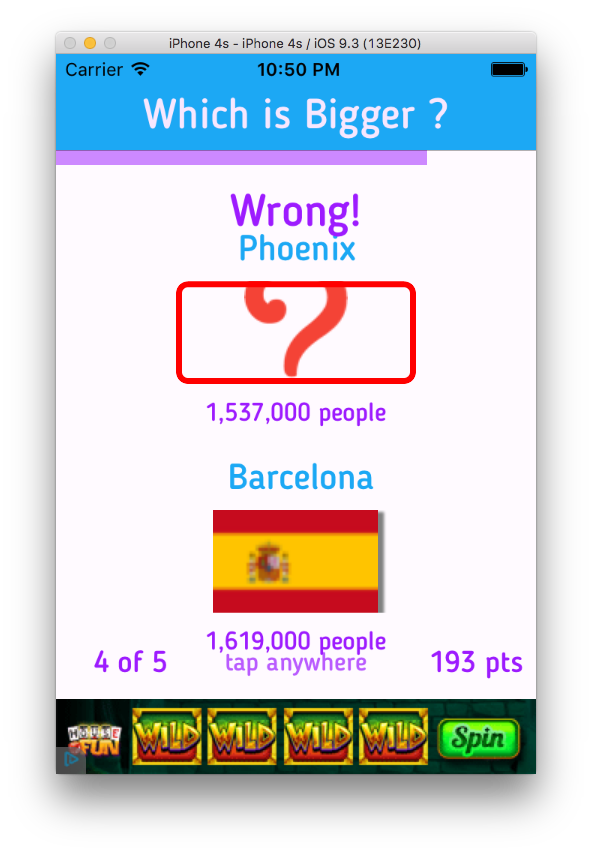 iPhone 4s - iPhone 4s / iOS 9.3 (13E230)
Carrier 10:50 PM
Which is Bigger ?
Wrong!
Phoenix
?
1,537,000 people
Barcelona
1,619,000 people
4 of 5 tap anywhere 193 pts
HOUSE OF FUN WILD WILD WILD WILD Spin